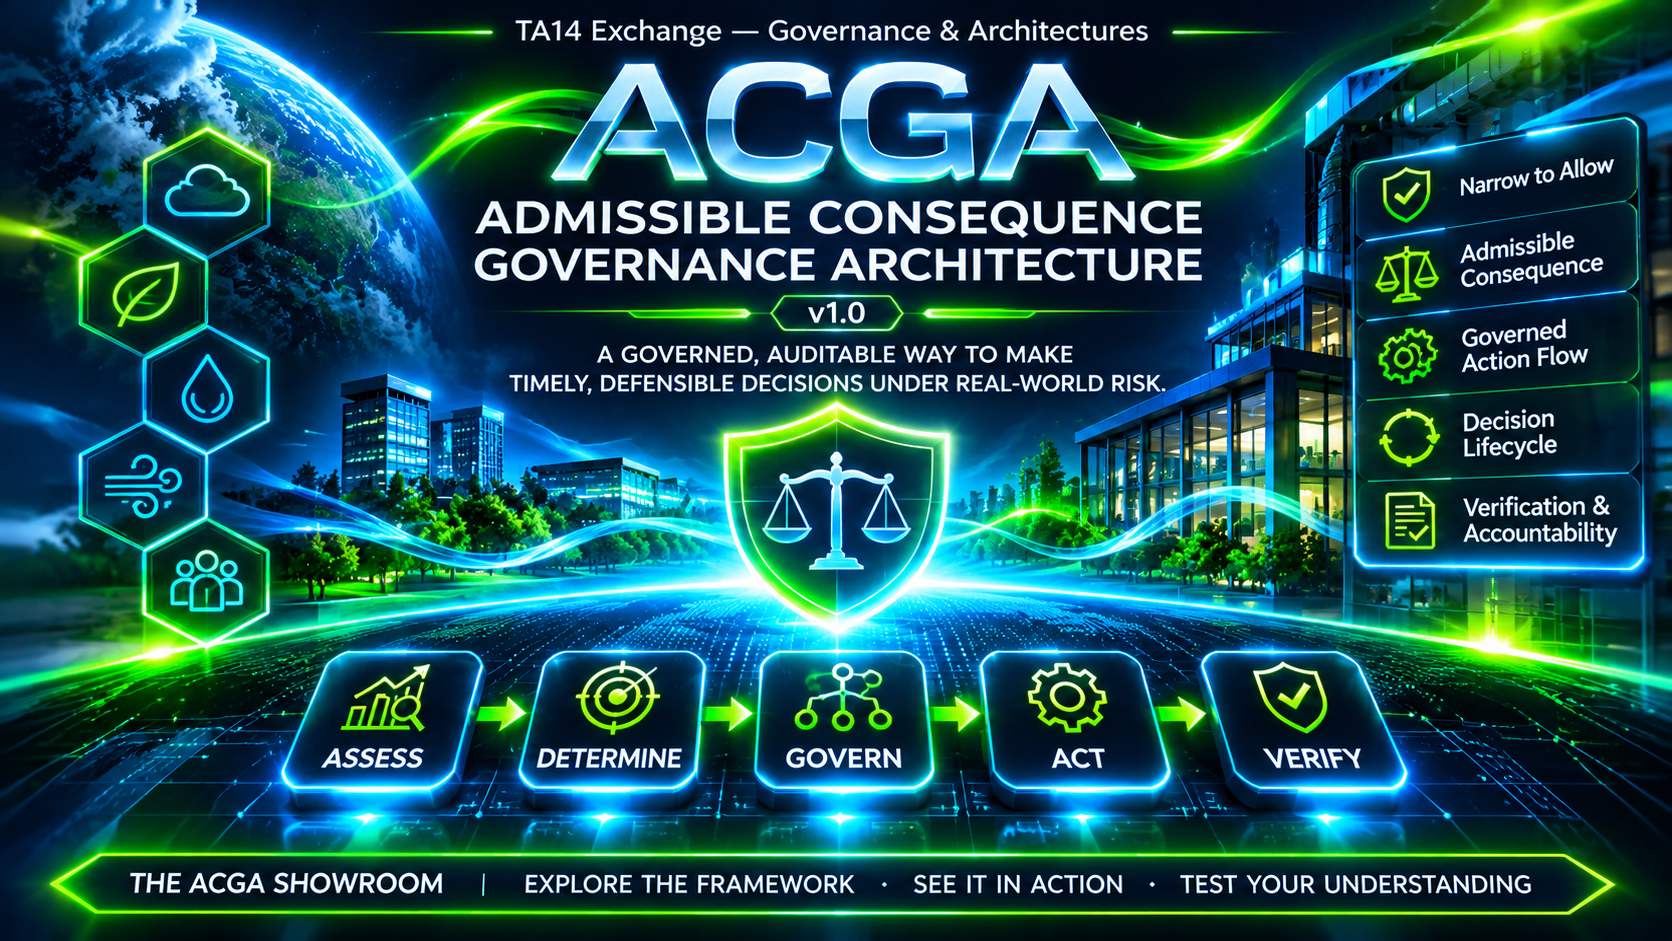 TA14 Exchange — Governance & Architectures
ACGA
ADMISSIBLE CONSEQUENCE
GOVERNANCE ARCHITECTURE
v1.0
A GOVERNED, AUDITABLE WAY TO MAKE
TIMELY, DEFENSIBLE DECISIONS UNDER REAL-WORLD RISK.
Narrow to Allow
Admissible
Consequence
Governed
Action Flow
Decision
Lifecycle
Verification &
Accountability
ASSESS
DETERMINE
GOVERN
ACT
VERIFY
THE ACGA SHOWROOM | EXPLORE THE FRAMEWORK · SEE IT IN ACTION · TEST YOUR UNDERSTANDING